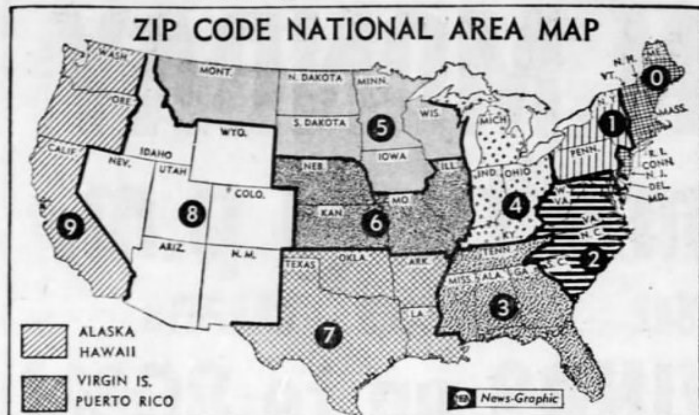 ZIP CODE NATIONAL AREA MAP
WASH.
MONT.
N. DAKOTA
MINN.
VT.
N. H.
ME.
0
ORE.
S. DAKOTA
5
WIS.
MICH.
1
MASS.
WYO.
IDAHO
IOWA
PENN.
R. I.
CONN.
N. J.
DEL.
MD.
CALIF.
NEV.
UTAH
COLO.
NEB.
ILL.
IND.
OHIO
4
W. VA.
VA.
9
8
KAN.
6
MO.
KY.
N. C.
2
ARIZ.
N. M.
OKLA.
TEXAS
ARK.
TENN.
S. C.
MISS.
ALA.
GA.
3
7
LA.
ALASKA
HAWAII
VIRGIN IS.
PUERTO RICO
News-Graphic